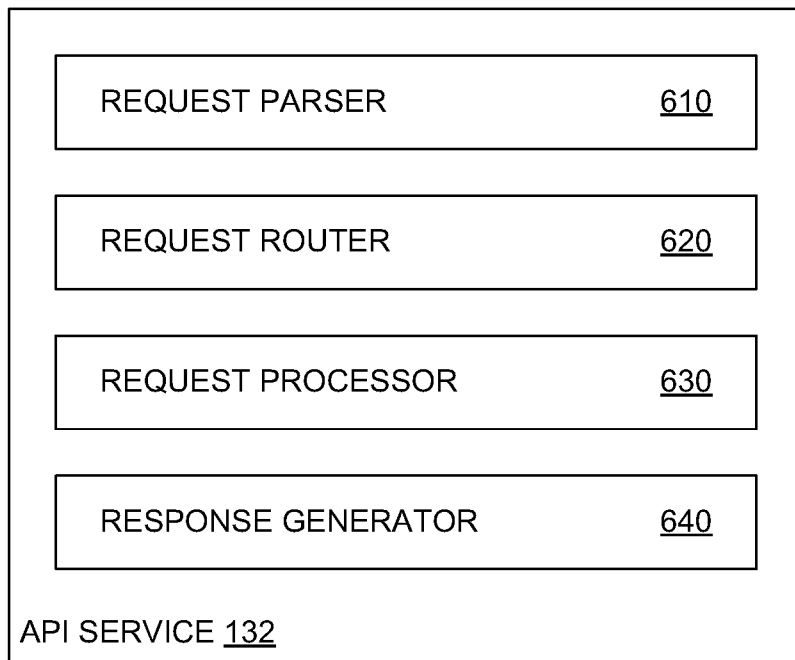 REQUEST PARSER 610
REQUEST ROUTER 620
REQUEST PROCESSOR 630
RESPONSE GENERATOR 640
API SERVICE 132